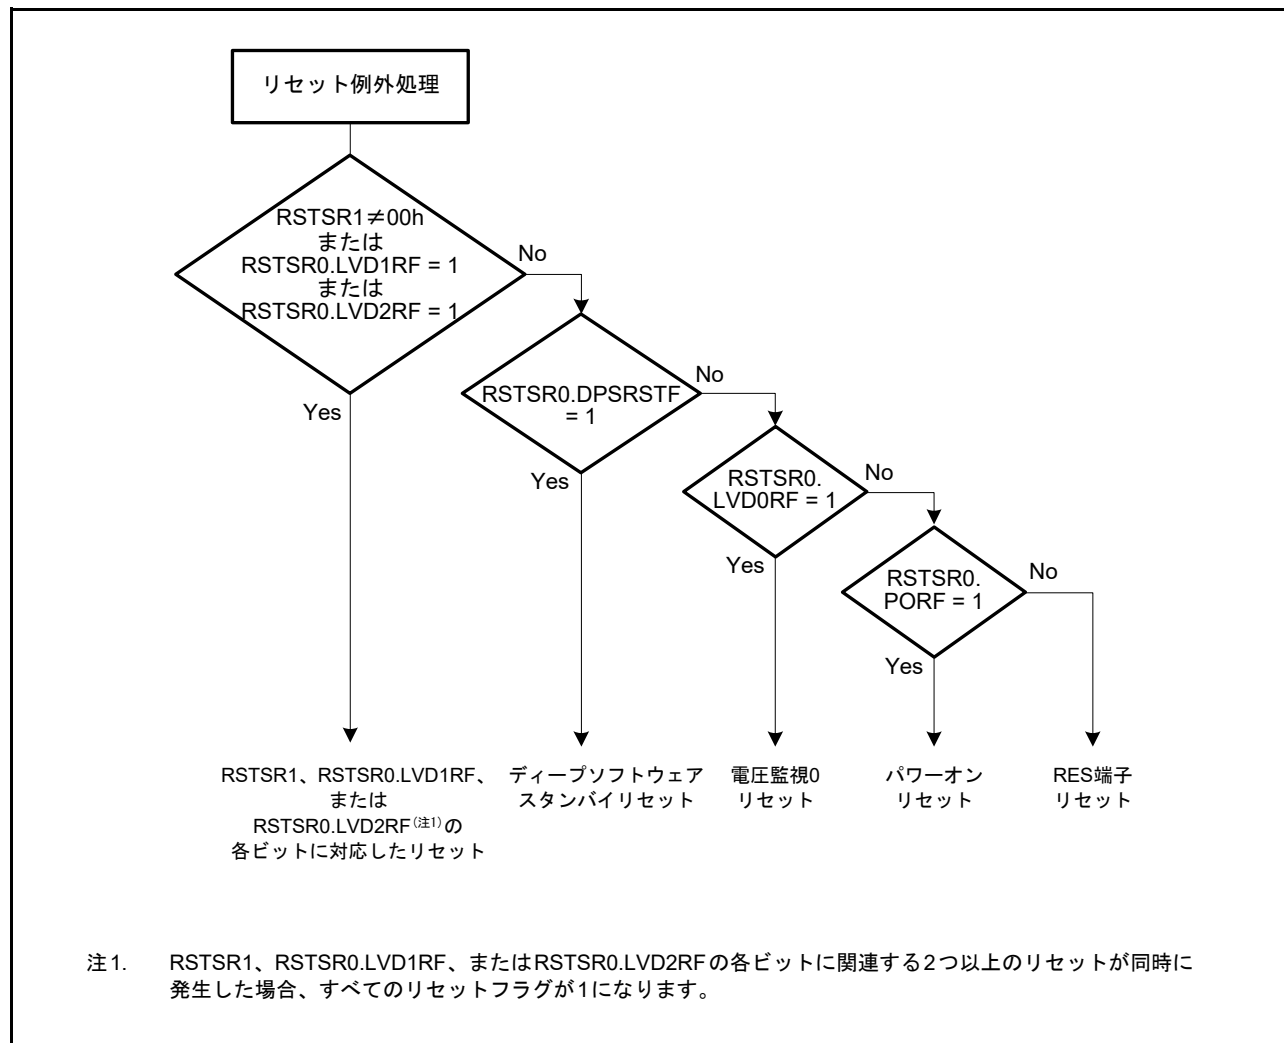 リセット例外処理
RSTSR1≠00h
または
RSTSR0.LVD1RF = 1
または
RSTSR0.LVD2RF = 1
No
Yes
RSTSR0.DPSRSTF
= 1
No
Yes
RSTSR0.
LVD0RF = 1
No
Yes
RSTSR0.
PORF = 1
No
Yes
RSTSR1、RSTSR0.LVD1RF、
または
RSTSR0.LVD2RF(注1)の
各ビットに対応したリセット
ディープソフトウェア
スタンバイリセット
電圧監視0
リセット
パワーオン
リセット
RES端子
リセット
注1. RSTSR1、RSTSR0.LVD1RF、またはRSTSR0.LVD2RFの各ビットに関連する2つ以上のリセットが同時に
発生した場合、すべてのリセットフラグが1になります。